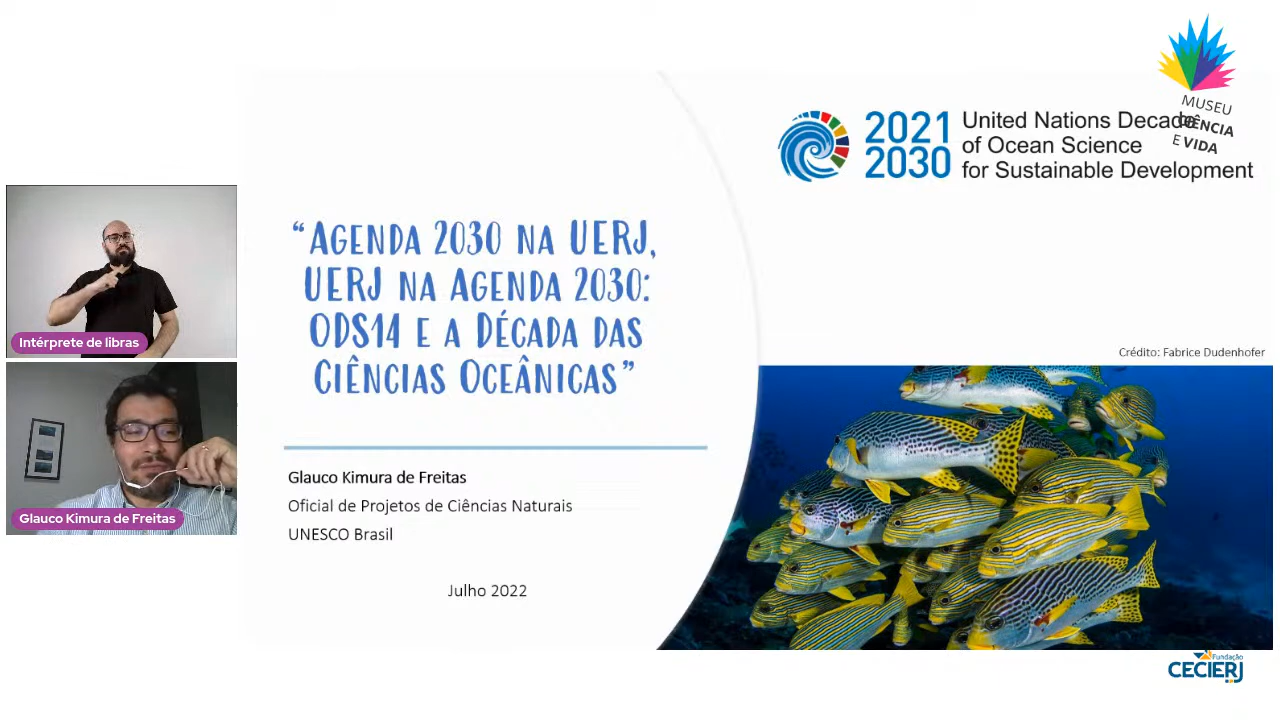 MUSEU
CIÊNCIA
E VIDA
2021
2030
United Nations Decade
of Ocean Science
for Sustainable Development
“AGENDA 2030 NA UERJ,
UERJ NA AGENDA 2030:
ODS14 E A DÉCADA DAS
CIÊNCIAS OCEÂNICAS”
Intérprete de libras
Glauco Kimura de Freitas
Crédito: Fabrice Dudenhofer
Glauco Kimura de Freitas
Oficial de Projetos de Ciências Naturais
UNESCO Brasil
Julho 2022
Fundação
CECIERJ